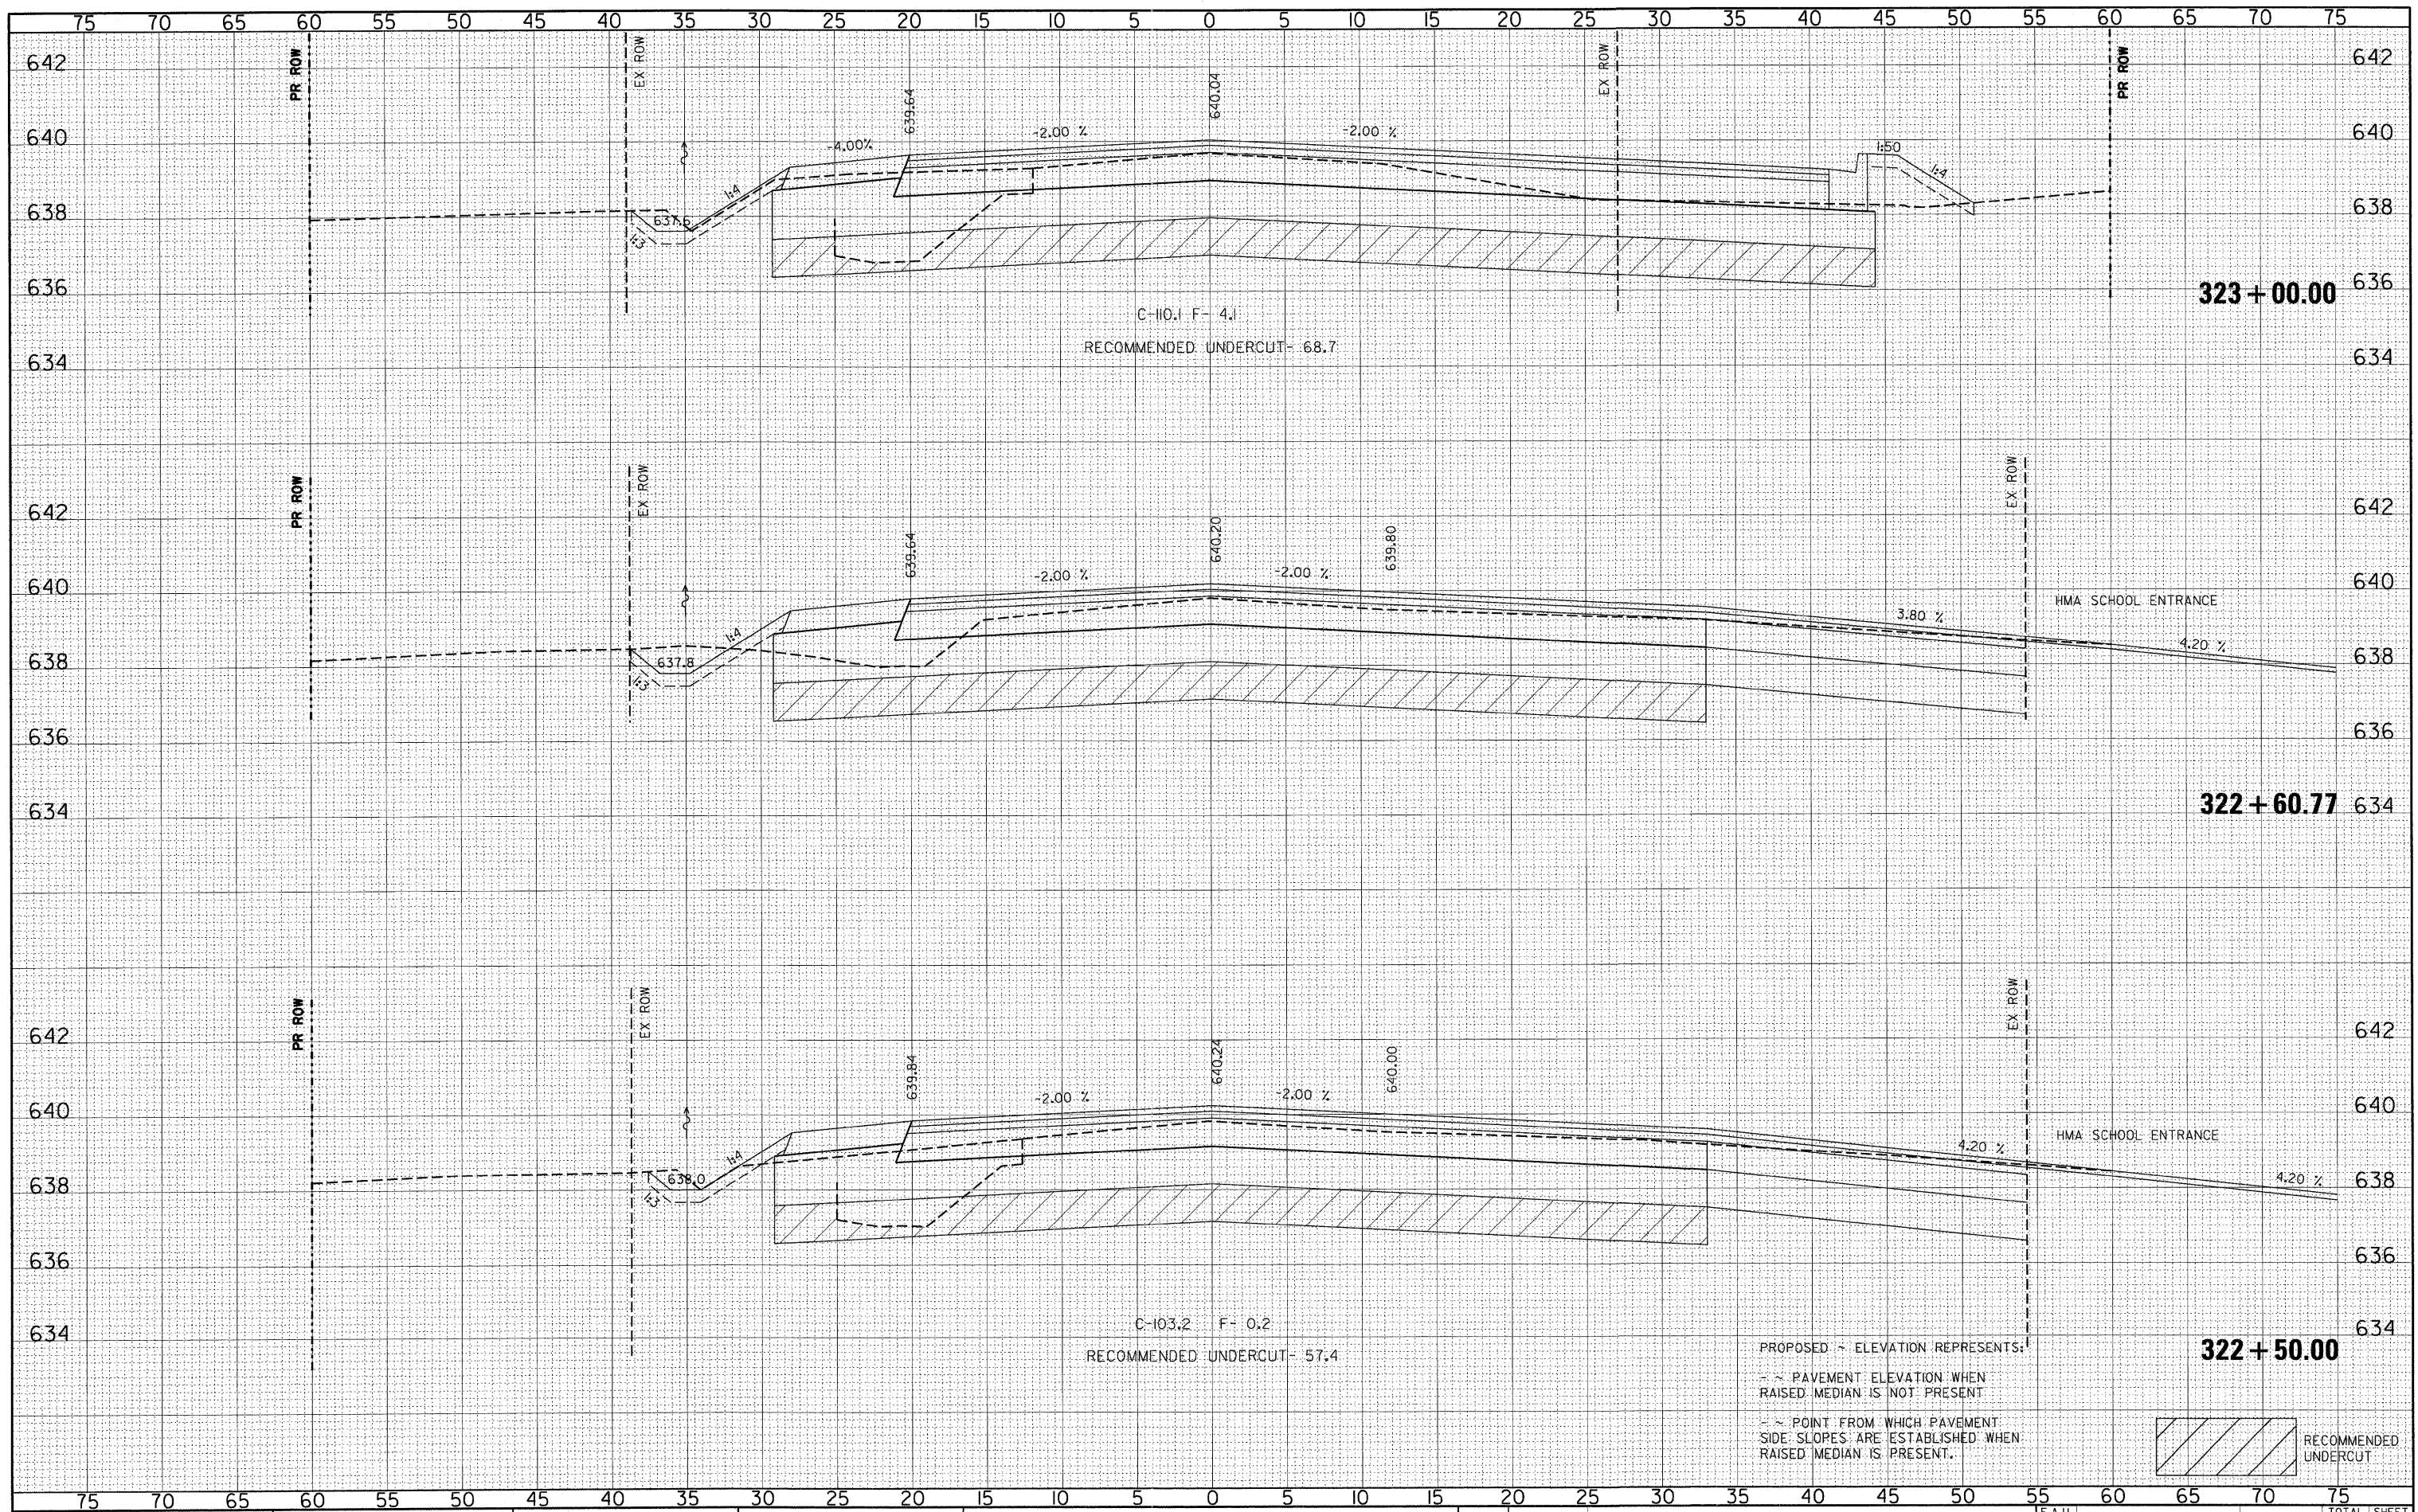 75 70 65 60 55 50 45 40 35 30 25 20 15 10 5 0 5 10 15 20 25 30 35 40 45 50 55 60 65 70 75
PR ROW
EX ROW
EX ROW
PR ROW
642 642
639.64
640.04
640 -4.00% -2.00 % -2.00 % 1:50 640
1:4 1:4
638 637.6 638
1:3
636 323+00.00 636
C-110.1 F- 4.1
RECOMMENDED UNDERCUT- 68.7
634 634
PR ROW
EX ROW
EX ROW
642 642
639.64
640.20
639.80
-2.00 % -2.00 %
640 640
HMA SCHOOL ENTRANCE
3.80 %
1:4
4.20 %
638 637.8 638
1:3
636 636
634 322+60.77 634
PR ROW
EX ROW
EX ROW
642 642
639.84
640.24
640.00
-2.00 % -2.00 %
640 640
HMA SCHOOL ENTRANCE
4.20 %
1:4
4.20 %
638 638.0 638
1:3
636 636
C-103.2 F- 0.2
634 634
RECOMMENDED UNDERCUT- 57.4
322+50.00
PROPOSED ~ ELEVATION REPRESENTS:
- ~ PAVEMENT ELEVATION WHEN
RAISED MEDIAN IS NOT PRESENT
- ~ POINT FROM WHICH PAVEMENT
SIDE SLOPES ARE ESTABLISHED WHEN
RAISED MEDIAN IS PRESENT.
RECOMMENDED
UNDERCUT
75 70 65 60 55 50 45 40 35 30 25 20 15 10 5 0 5 10 15 20 25 30 35 40 45 50 55 60 65 70 75
TOTAL SHEET